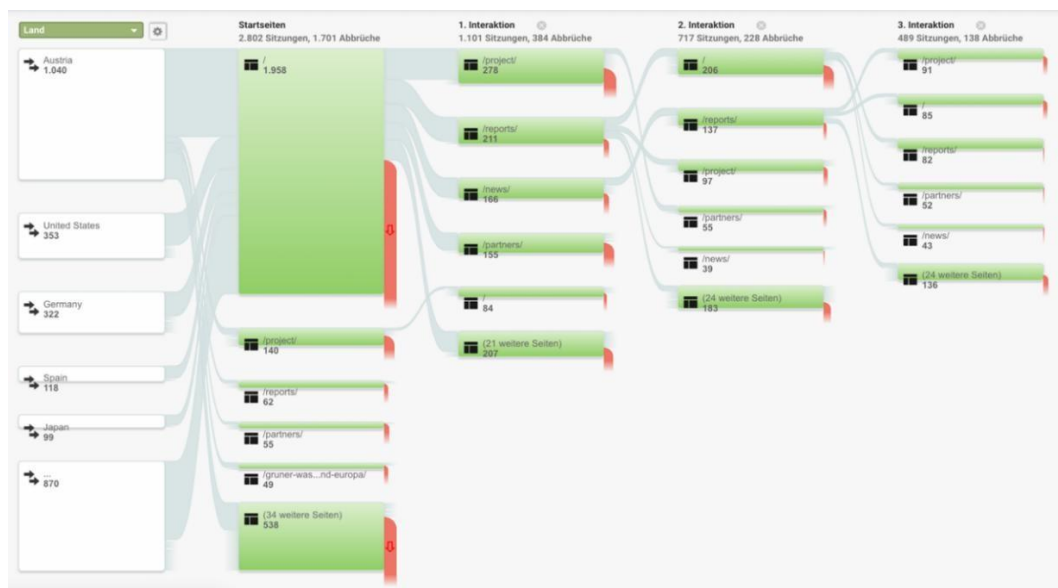 Land
Austria
1.040
United States
353
Germany
322
Spain
118
Japan
99
...
870
Startseiten
2.802 Sitzungen, 1.701 Abbrüche
/
1.958
/project/
140
/reports/
62
/partners/
55
/gruner-was...nd-europa/
49
(34 weitere Seiten)
538
1. Interaktion
1.101 Sitzungen, 384 Abbrüche
/project/
278
/reports/
211
/news/
166
/partners/
155
/
84
(21 weitere Seiten)
207
2. Interaktion
717 Sitzungen, 228 Abbrüche
/
206
/reports/
137
/project/
97
/partners/
55
/news/
39
(24 weitere Seiten)
183
3. Interaktion
489 Sitzungen, 138 Abbrüche
/project/
91
/
85
/reports/
82
/partners/
52
/news/
43
(24 weitere Seiten)
136